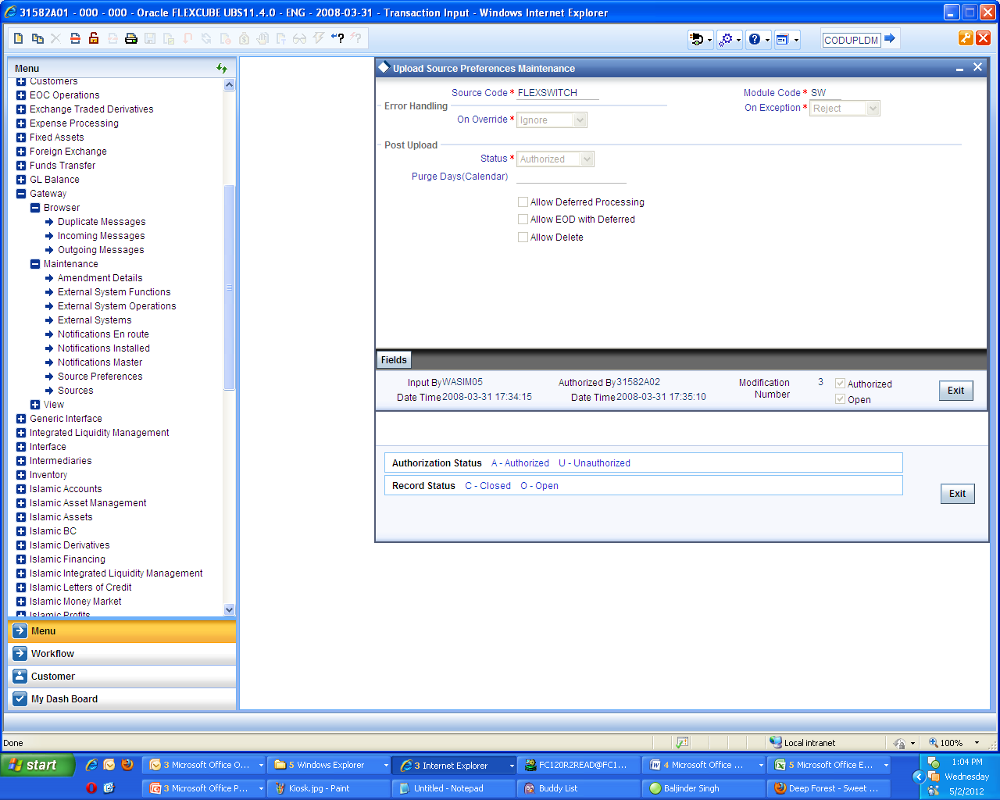 31582A01 - 000 - 000 - Oracle FLEXCUBE UBS11.4.0 - ENG - 2008-03-31 - Transaction Input - Windows Internet Explorer
CODUPLDM
Menu
Customers
EOC Operations
Exchange Traded Derivatives
Expense Processing
Fixed Assets
Foreign Exchange
Funds Transfer
GL Balance
Gateway
Browser
Duplicate Messages
Incoming Messages
Outgoing Messages
Maintenance
Amendment Details
External System Functions
External System Operations
External Systems
Notifications En route
Notifications Installed
Notifications Master
Source Preferences
Sources
View
Generic Interface
Integrated Liquidity Management
Interface
Intermediaries
Inventory
Islamic Accounts
Islamic Asset Management
Islamic Assets
Islamic BC
Islamic Derivatives
Islamic Financing
Islamic Integrated Liquidity Management
Islamic Letters of Credit
Islamic Money Market
Islamic Profits
Menu
Workflow
Customer
My Dash Board
Upload Source Preferences Maintenance
Source Code * FLEXSWITCH
Module Code * SW
Error Handling
On Exception * Reject
On Override * Ignore
Post Upload
Status * Authorized
Purge Days(Calendar)
Allow Deferred Processing
Allow EOD with Deferred
Allow Delete
Fields
Input By WASIM05
Authorized By 31582A02
Modification Number 3
Authorized
Date Time 2008-03-31 17:34:15
Date Time 2008-03-31 17:35:10
Open
Exit
Authorization Status A - Authorized U - Unauthorized
Record Status C - Closed O - Open
Exit
Done
Local intranet
100%
start
3 Microsoft Office O...
5 Windows Explorer
3 Internet Explorer
FC120R2READ@FC1...
4 Microsoft Office ...
5 Microsoft Office E...
3 Microsoft Office P...
Kiosk.jpg - Paint
Untitled - Notepad
Buddy List
Baljinder Singh
Deep Forest - Sweet ...
1:04 PM
Wednesday
5/2/2012